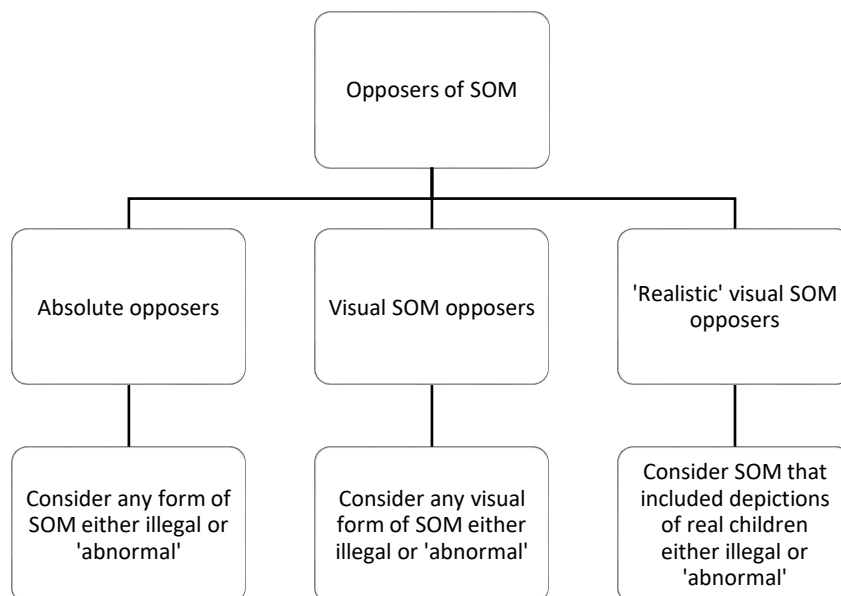 Opposers of SOM
Absolute opposers
Visual SOM opposers
'Realistic' visual SOM
opposers
Consider any form of
SOM either illegal or
'abnormal'
Consider any visual
form of SOM either
illegal or 'abnormal'
Consider SOM that
included depictions
of real children
either illegal or
'abnormal'